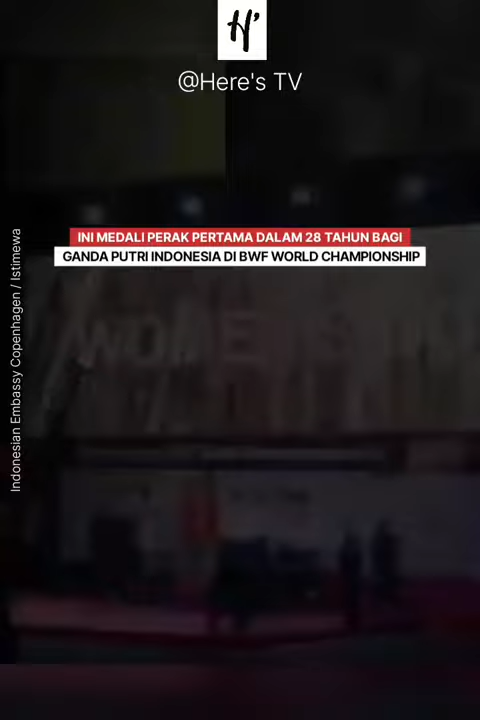 H'
@Here's TV
INI MEDALI PERAK PERTAMA DALAM 28 TAHUN BAGI
GANDA PUTRI INDONESIA DI BWF WORLD CHAMPIONSHIP
Indonesian Embassy Copenhagen / Istimewa